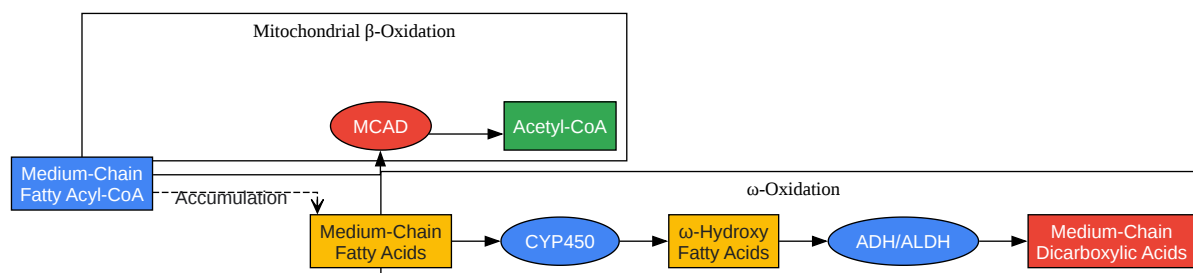 Mitochondrial β-Oxidation
MCAD
Acetyl-CoA
Medium-Chain
Fatty Acyl-CoA
Accumulation
ω-Oxidation
Medium-Chain
Fatty Acids
CYP450
ω-Hydroxy
Fatty Acids
ADH/ALDH
Medium-Chain
Dicarboxylic Acids